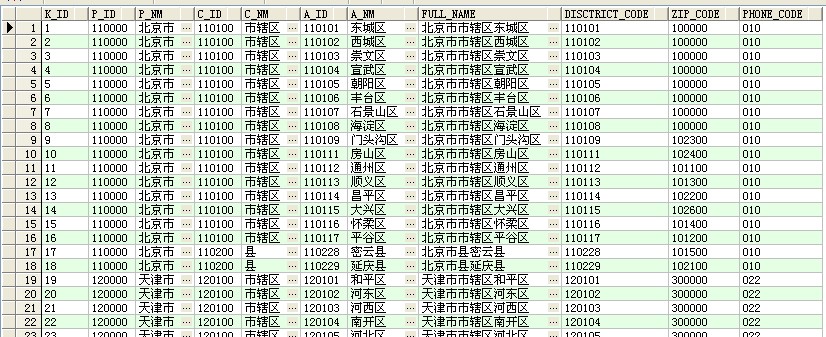 K_ID P_ID P_NM C_ID C_NM A_ID A_NM FULL_NAME DISCTRICT_CODE ZIP_CODE PHONE_CODE
1 1 110000 北京市 110100 市辖区 110101 东城区 北京市市辖区东城区 110101 100000 010
2 2 110000 北京市 110100 市辖区 110102 西城区 北京市市辖区西城区 110102 100000 010
3 3 110000 北京市 110100 市辖区 110103 崇文区 北京市市辖区崇文区 110103 100000 010
4 4 110000 北京市 110100 市辖区 110104 宣武区 北京市市辖区宣武区 110104 100000 010
5 5 110000 北京市 110100 市辖区 110105 朝阳区 北京市市辖区朝阳区 110105 100000 010
6 6 110000 北京市 110100 市辖区 110106 丰台区 北京市市辖区丰台区 110106 100000 010
7 7 110000 北京市 110100 市辖区 110107 石景山区 北京市市辖区石景山区 110107 100000 010
8 8 110000 北京市 110100 市辖区 110108 海淀区 北京市市辖区海淀区 110108 100000 010
9 9 110000 北京市 110100 市辖区 110109 门头沟区 北京市市辖区门头沟区 110109 102300 010
10 10 110000 北京市 110100 市辖区 110111 房山区 北京市市辖区房山区 110111 102400 010
11 11 110000 北京市 110100 市辖区 110112 通州区 北京市市辖区通州区 110112 101100 010
12 12 110000 北京市 110100 市辖区 110113 顺义区 北京市市辖区顺义区 110113 101300 010
13 13 110000 北京市 110100 市辖区 110114 昌平区 北京市市辖区昌平区 110114 102200 010
14 14 110000 北京市 110100 市辖区 110115 大兴区 北京市市辖区大兴区 110115 102600 010
15 15 110000 北京市 110100 市辖区 110116 怀柔区 北京市市辖区怀柔区 110116 101400 010
16 16 110000 北京市 110100 市辖区 110117 平谷区 北京市市辖区平谷区 110117 101200 010
17 17 110000 北京市 110200 县 110228 密云县 北京市县密云县 110228 101500 010
18 18 110000 北京市 110200 县 110229 延庆县 北京市县延庆县 110229 102100 010
19 19 120000 天津市 120100 市辖区 120101 和平区 天津市市辖区和平区 120101 300000 022
20 20 120000 天津市 120100 市辖区 120102 河东区 天津市市辖区河东区 120102 300000 022
21 21 120000 天津市 120100 市辖区 120103 河西区 天津市市辖区河西区 120103 300000 022
22 22 120000 天津市 120100 市辖区 120104 南开区 天津市市辖区南开区 120104 300000 022
23 23 120000 天津市 120100 市辖区 120105 河北区 天津市市辖区河北区 120105 300000 022